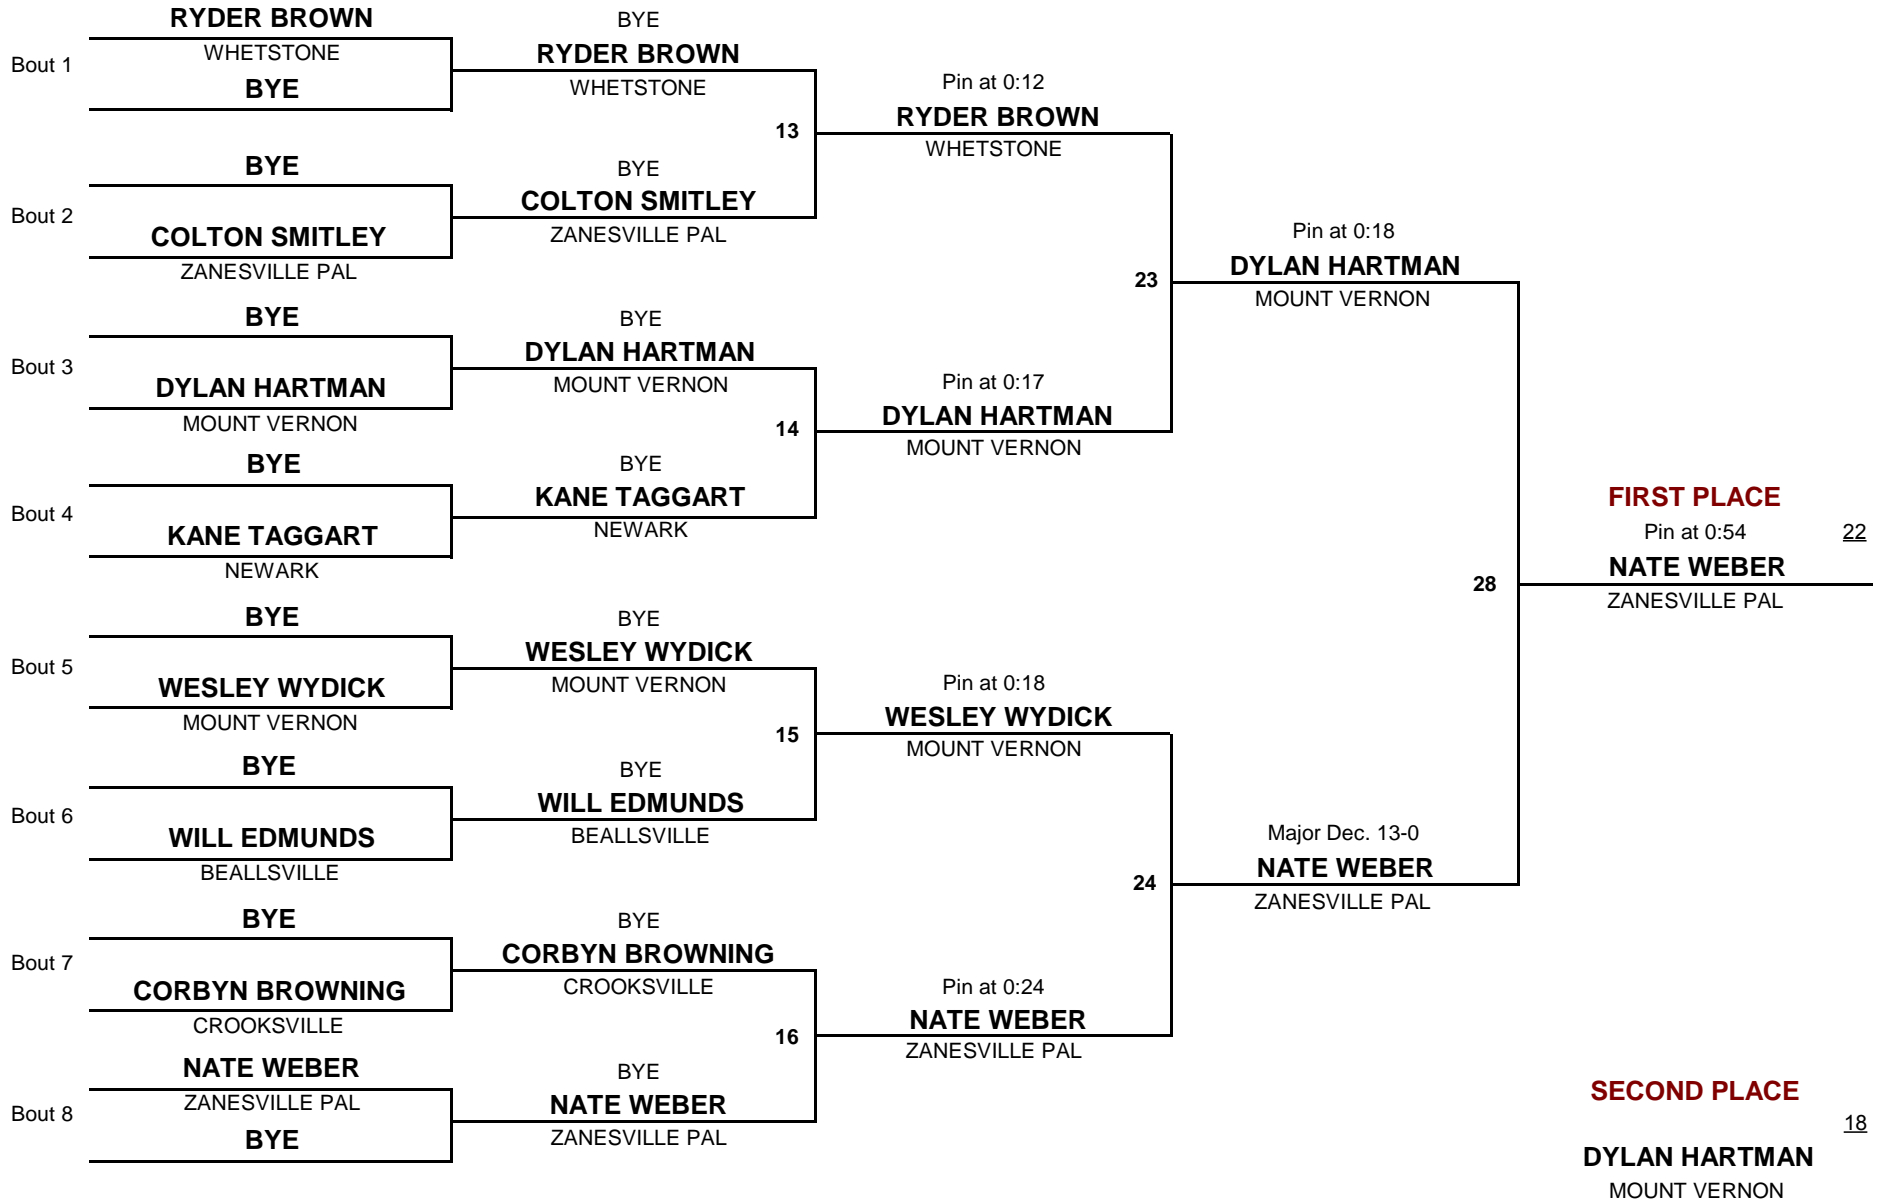 RYDER BROWN
Bout 1
WHETSTONE
BYE
BYE
Bout 2
COLTON SMITLEY
ZANESVILLE PAL
BYE
Bout 3
DYLAN HARTMAN
MOUNT VERNON
BYE
Bout 4
KANE TAGGART
NEWARK
BYE
Bout 5
WESLEY WYDICK
MOUNT VERNON
BYE
Bout 6
WILL EDMUNDS
BEALLSVILLE
BYE
Bout 7
CORBYN BROWNING
CROOKSVILLE
NATE WEBER
ZANESVILLE PAL
Bout 8
BYE
BYE
RYDER BROWN
WHETSTONE
13
BYE
COLTON SMITLEY
ZANESVILLE PAL
BYE
DYLAN HARTMAN
MOUNT VERNON
14
BYE
KANE TAGGART
NEWARK
BYE
WESLEY WYDICK
MOUNT VERNON
15
BYE
WILL EDMUNDS
BEALLSVILLE
BYE
CORBYN BROWNING
CROOKSVILLE
16
BYE
NATE WEBER
ZANESVILLE PAL
Pin at 0:12
RYDER BROWN
WHETSTONE
23
Pin at 0:17
DYLAN HARTMAN
MOUNT VERNON
Pin at 0:18
WESLEY WYDICK
MOUNT VERNON
24
Pin at 0:24
NATE WEBER
ZANESVILLE PAL
Pin at 0:18
DYLAN HARTMAN
MOUNT VERNON
28
Major Dec. 13-0
NATE WEBER
ZANESVILLE PAL
FIRST PLACE
Pin at 0:54 22
NATE WEBER
ZANESVILLE PAL
SECOND PLACE
18
DYLAN HARTMAN
MOUNT VERNON